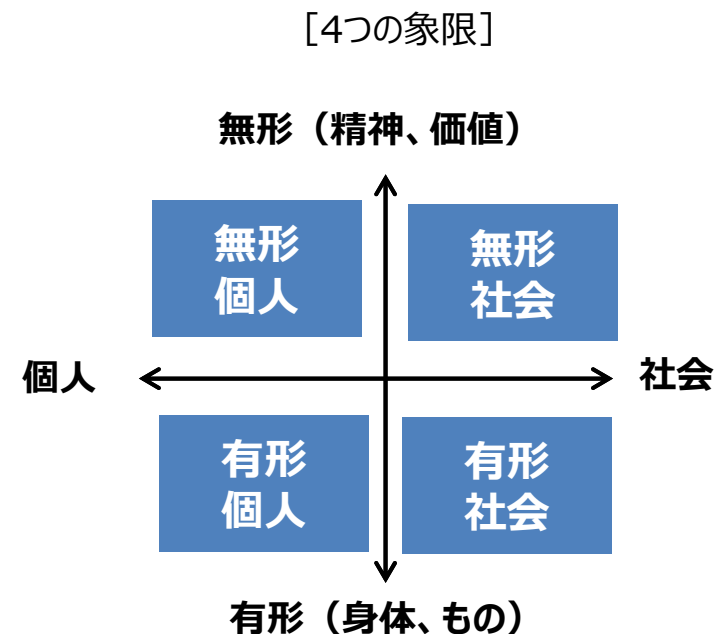 [4つの象限]
無形（精神、価値）
無形
個人
無形
社会
個人
社会
有形
個人
有形
社会
有形（身体、もの）